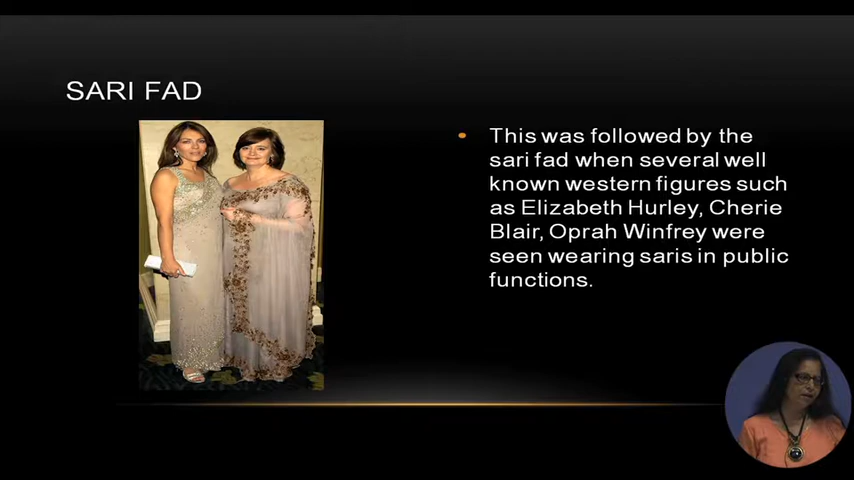 SARI FAD
This was followed by the
sari fad when several well
known western figures such
as Elizabeth Hurley, Cherie
Blair, Oprah Winfrey were
seen wearing saris in public
functions.